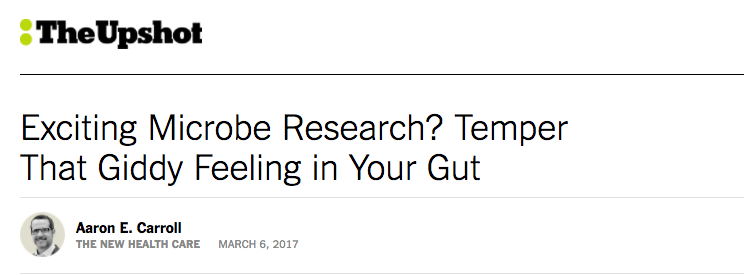 TheUpshot
Exciting Microbe Research? Temper
That Giddy Feeling in Your Gut
Aaron E. Carroll
THE NEW HEALTH CARE MARCH 6, 2017